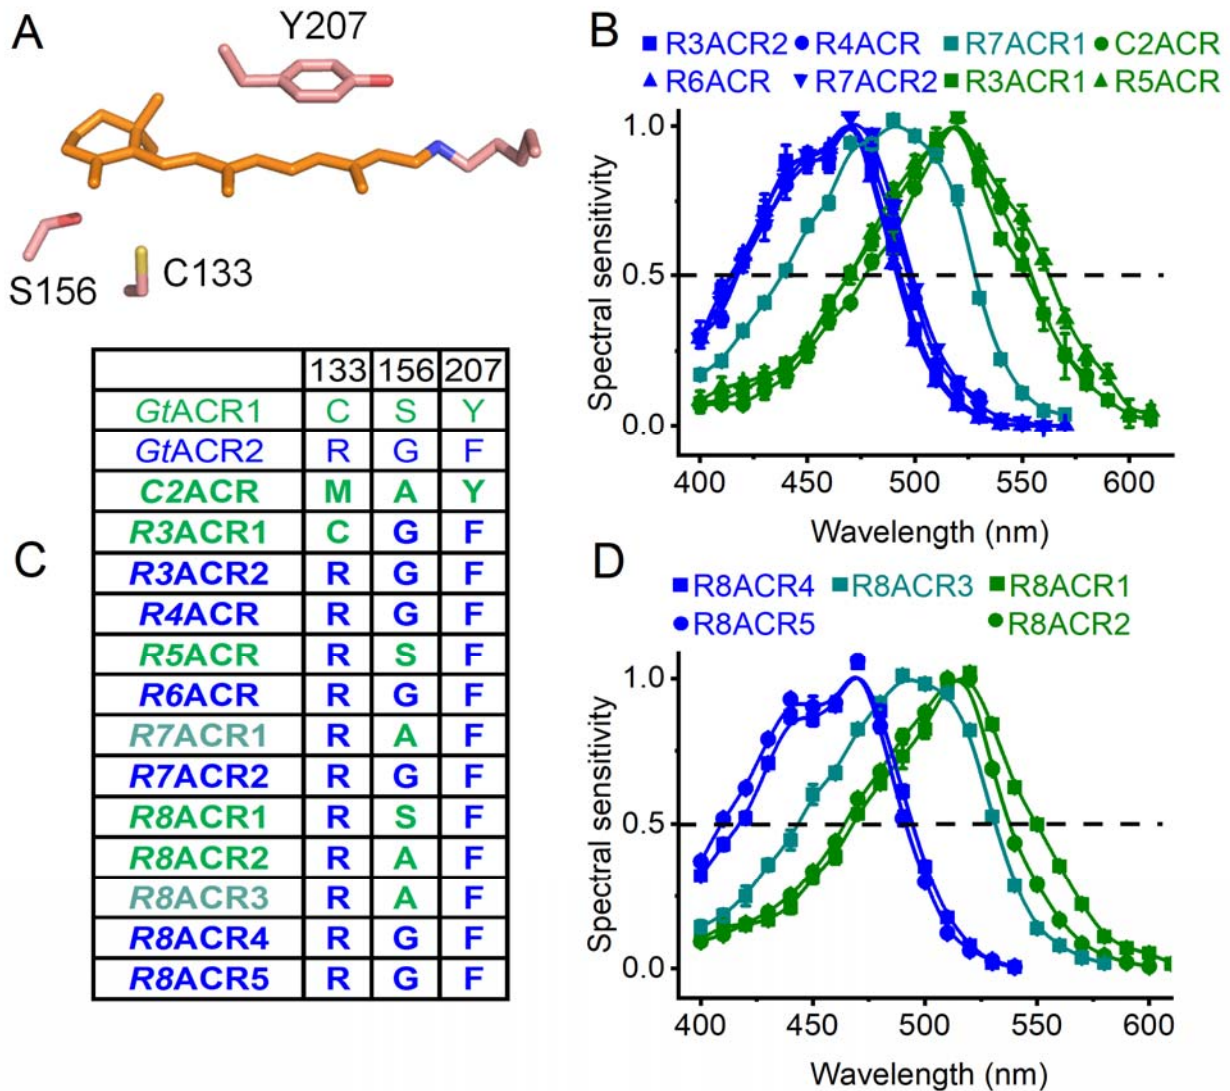 A
Y207
S156
C133
B
R3ACR2 R4ACR R7ACR1 C2ACR
R6ACR R7ACR2 R3ACR1 R5ACR
Spectral sensitivity
1.0
0.5
0.0
400 450 500 550 600
Wavelength (nm)
C
133 156 207
GtACR1 C S Y
GtACR2 R G F
C2ACR M A Y
R3ACR1 C G F
R3ACR2 R G F
R4ACR R G F
R5ACR R S F
R6ACR R G F
R7ACR1 R A F
R7ACR2 R G F
R8ACR1 R S F
R8ACR2 R A F
R8ACR3 R A F
R8ACR4 R G F
R8ACR5 R G F
D
R8ACR4 R8ACR3 R8ACR1
R8ACR5 R8ACR2
Spectral sensitivity
1.0
0.5
0.0
400 450 500 550 600
Wavelength (nm)